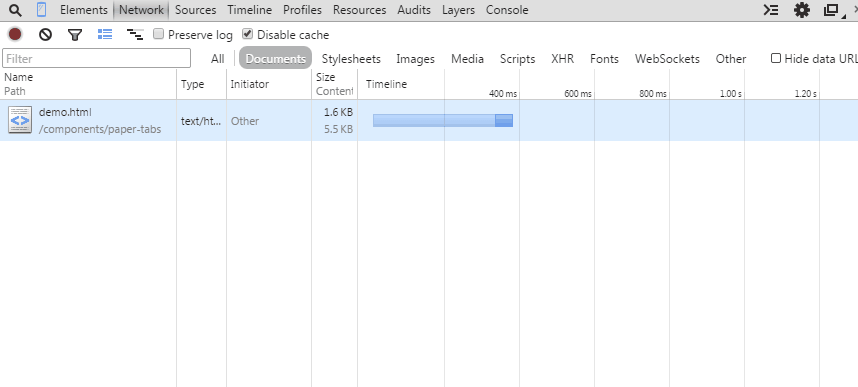 Elements Network Sources Timeline Profiles Resources Audits Layers Console
Preserve log Disable cache
Filter All Documents Stylesheets Images Media Scripts XHR Fonts WebSockets Other Hide data URL
Name Type Initiator Size Timeline
Path Content 400 ms 600 ms 800 ms 1.00 s 1.20 s
demo.html text/ht... Other 1.6 KB
/components/paper-tabs 5.5 KB